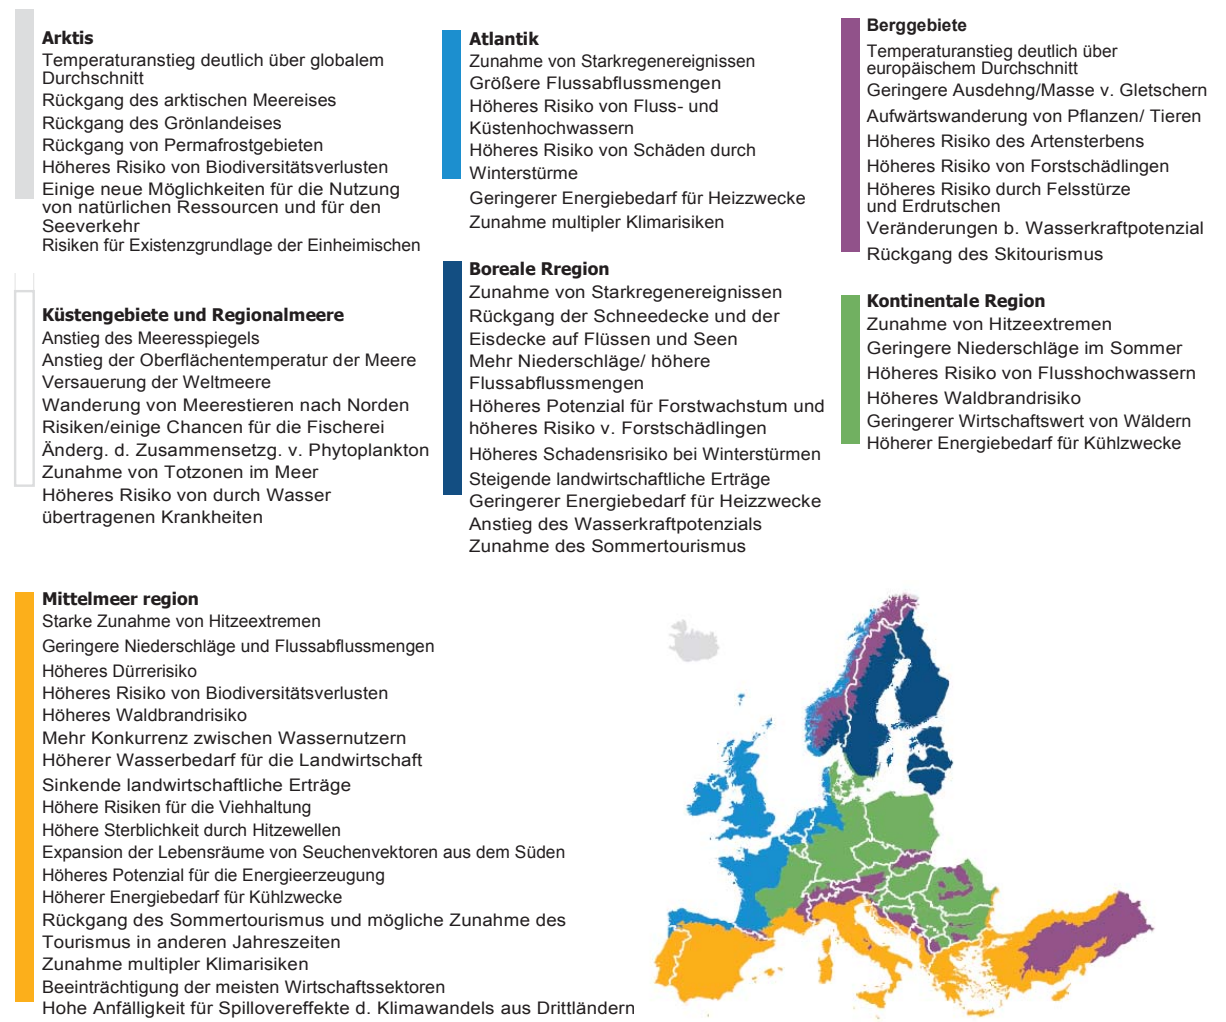 Arktis
Temperaturanstieg deutlich über globalem
Durchschnitt
Rückgang des arktischen Meereises
Rückgang des Grönlandeises
Rückgang von Permafrostgebieten
Höheres Risiko von Biodiversitätsverlusten
Einige neue Möglichkeiten für die Nutzung
von natürlichen Ressourcen und für den
Seeverkehr
Risiken für Existenzgrundlage der Einheimischen
Küstengebiete und Regionalmeere
Anstieg des Meeresspiegels
Anstieg der Oberflächentemperatur der Meere
Versauerung der Weltmeere
Wanderung von Meerestieren nach Norden
Risiken/einige Chancen für die Fischerei
Änderg. d. Zusammensetzg. v. Phytoplankton
Zunahme von Totzonen im Meer
Höheres Risiko von durch Wasser
übertragenen Krankheiten
Atlantik
Zunahme von Starkregenereignissen
Größere Flussabflussmengen
Höheres Risiko von Fluss- und
Küstenhochwassern
Höheres Risiko von Schäden durch
Winterstürme
Geringerer Energiebedarf für Heizzwecke
Zunahme multipler Klimarisiken
Boreale Rregion
Zunahme von Starkregenereignissen
Rückgang der Schneedecke und der
Eisdecke auf Flüssen und Seen
Mehr Niederschläge/ höhere
Flussabflussmengen
Höheres Potenzial für Forstwachstum und
höheres Risiko v. Forstschädlingen
Höheres Schadensrisiko bei Winterstürmen
Steigende landwirtschaftliche Erträge
Geringerer Energiebedarf für Heizzwecke
Anstieg des Wasserkraftpotenzials
Zunahme des Sommertourismus
Berggebiete
Temperaturanstieg deutlich über
europäischem Durchschnitt
Geringere Ausdehng/Masse v. Gletschern
Aufwärtswanderung von Pflanzen/ Tieren
Höheres Risiko des Artensterbens
Höheres Risiko von Forstschädlingen
Höheres Risiko durch Felsstürze
und Erdrutschen
Veränderungen b. Wasserkraftpotenzial
Rückgang des Skitourismus
Kontinentale Region
Zunahme von Hitzeextremen
Geringere Niederschläge im Sommer
Höheres Risiko von Flusshochwassern
Höheres Waldbrandrisiko
Geringerer Wirtschaftswert von Wäldern
Höherer Energiebedarf für Kühlzwecke
Mittelmeer region
Starke Zunahme von Hitzeextremen
Geringere Niederschläge und Flussabflussmengen
Höheres Dürrerisiko
Höheres Risiko von Biodiversitätsverlusten
Höheres Waldbrandrisiko
Mehr Konkurrenz zwischen Wassernutzern
Höherer Wasserbedarf für die Landwirtschaft
Sinkende landwirtschaftliche Erträge
Höhere Risiken für die Viehhaltung
Höhere Sterblichkeit durch Hitzewellen
Expansion der Lebensräume von Seuchenvektoren aus dem Süden
Höheres Potenzial für die Energieerzeugung
Höherer Energiebedarf für Kühlzwecke
Rückgang des Sommertourismus und mögliche Zunahme des
Tourismus in anderen Jahreszeiten
Zunahme multipler Klimarisiken
Beeinträchtigung der meisten Wirtschaftssektoren
Hohe Anfälligkeit für Spillovereffekte d. Klimawandels aus Drittländern